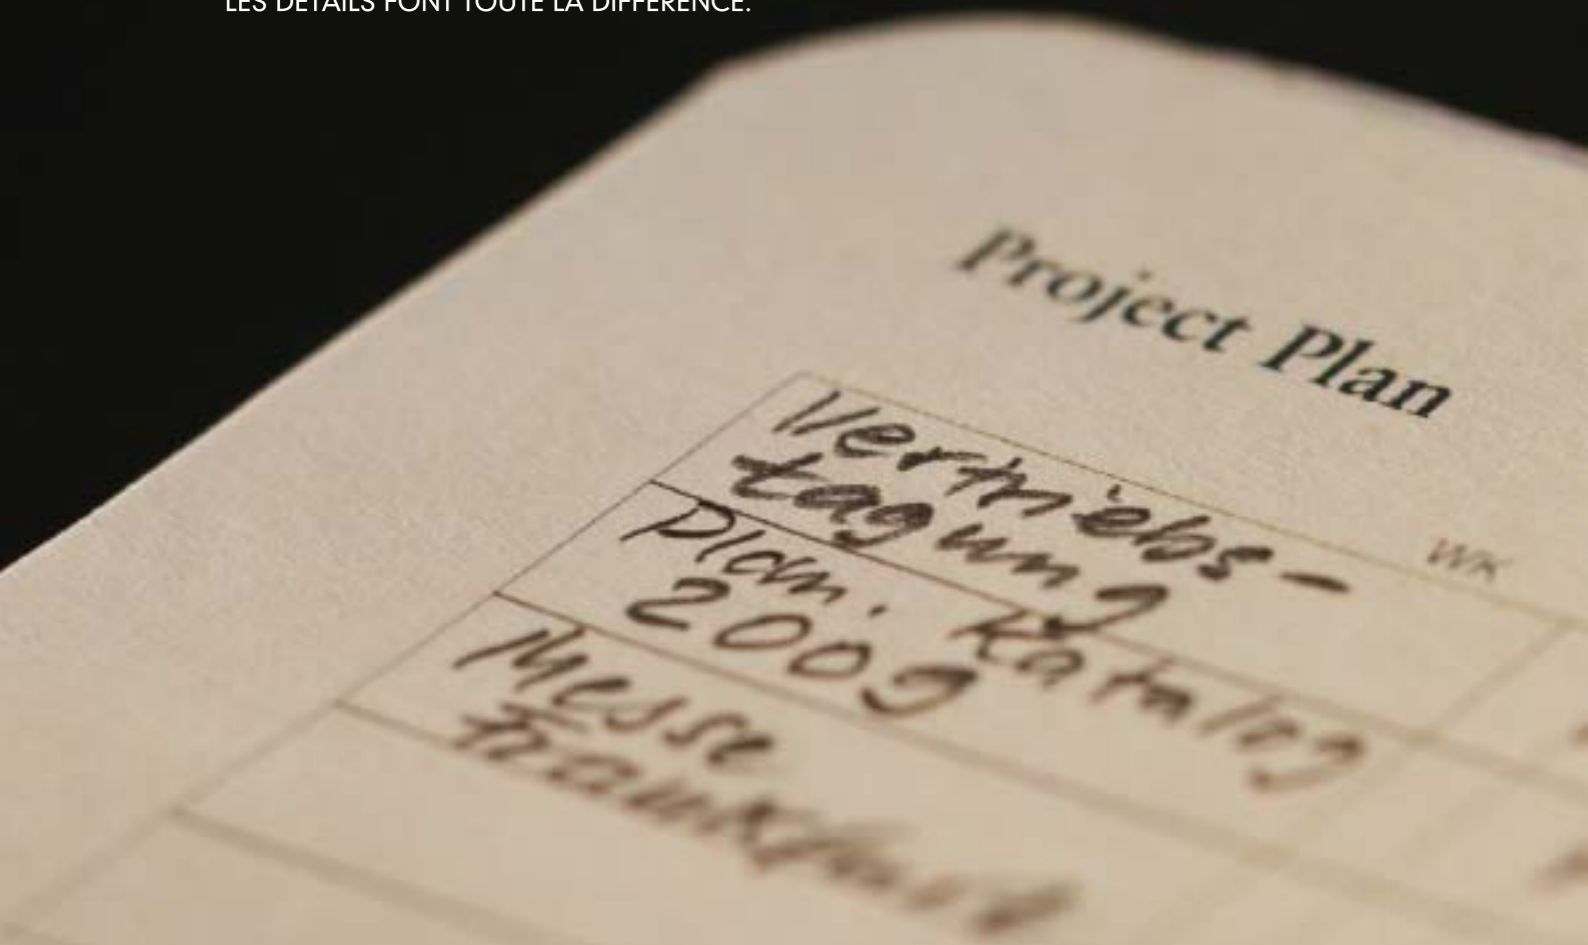 LES DÉTAILS FONT TOUTE LA DIFFÉRENCE.
Project Plan
WK
Vertriebs-
tagung
Plan. Katalog
2009
Messe
Frankfurt